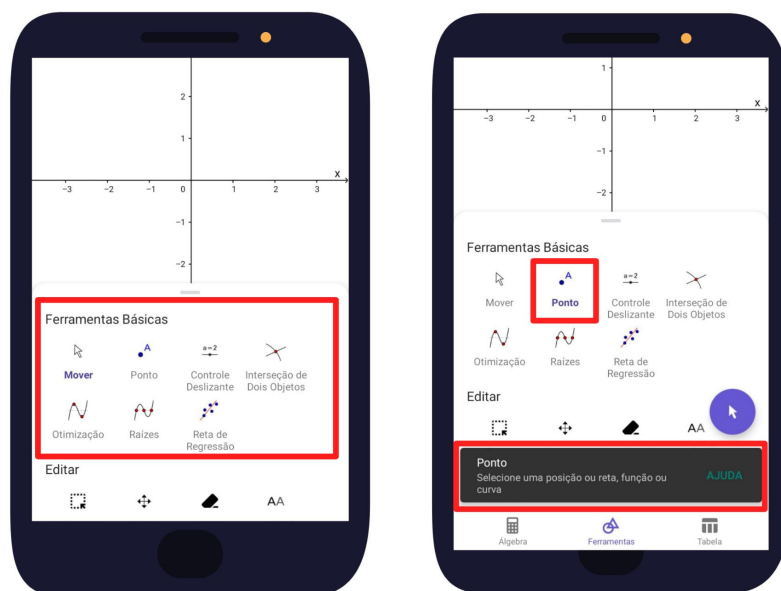 2
1
x
−3 −2 −1 0 1 2 3
−1
−2
Ferramentas Básicas
A a=2
Mover Ponto Controle Deslizante Interseção de Dois Objetos
Otimização Raízes Reta de Regressão
Editar
AA
1
x
−3 −2 −1 0 1 2 3
−1
−2
Ferramentas Básicas
A a=2
Mover Ponto Controle Deslizante Interseção de Dois Objetos
Otimização Raízes Reta de Regressão
Editar
AA
Ponto
Selecione uma posição ou reta, função ou
curva
AJUDA
Álgebra Ferramentas Tabela